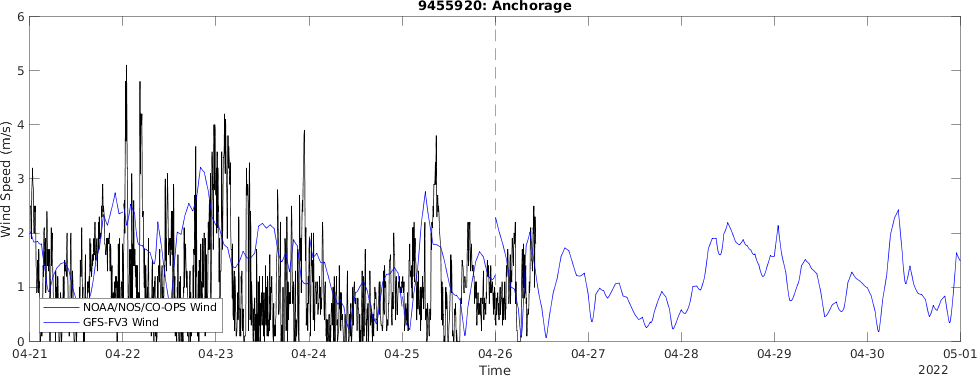 9455920: Anchorage
6
5
4
3
2
1
0
Wind Speed (m/s)
NOAA/NOS/CO-OPS Wind
GFS-FV3 Wind
04-21 04-22 04-23 04-24 04-25 04-26 04-27 04-28 04-29 04-30 05-01
Time
2022